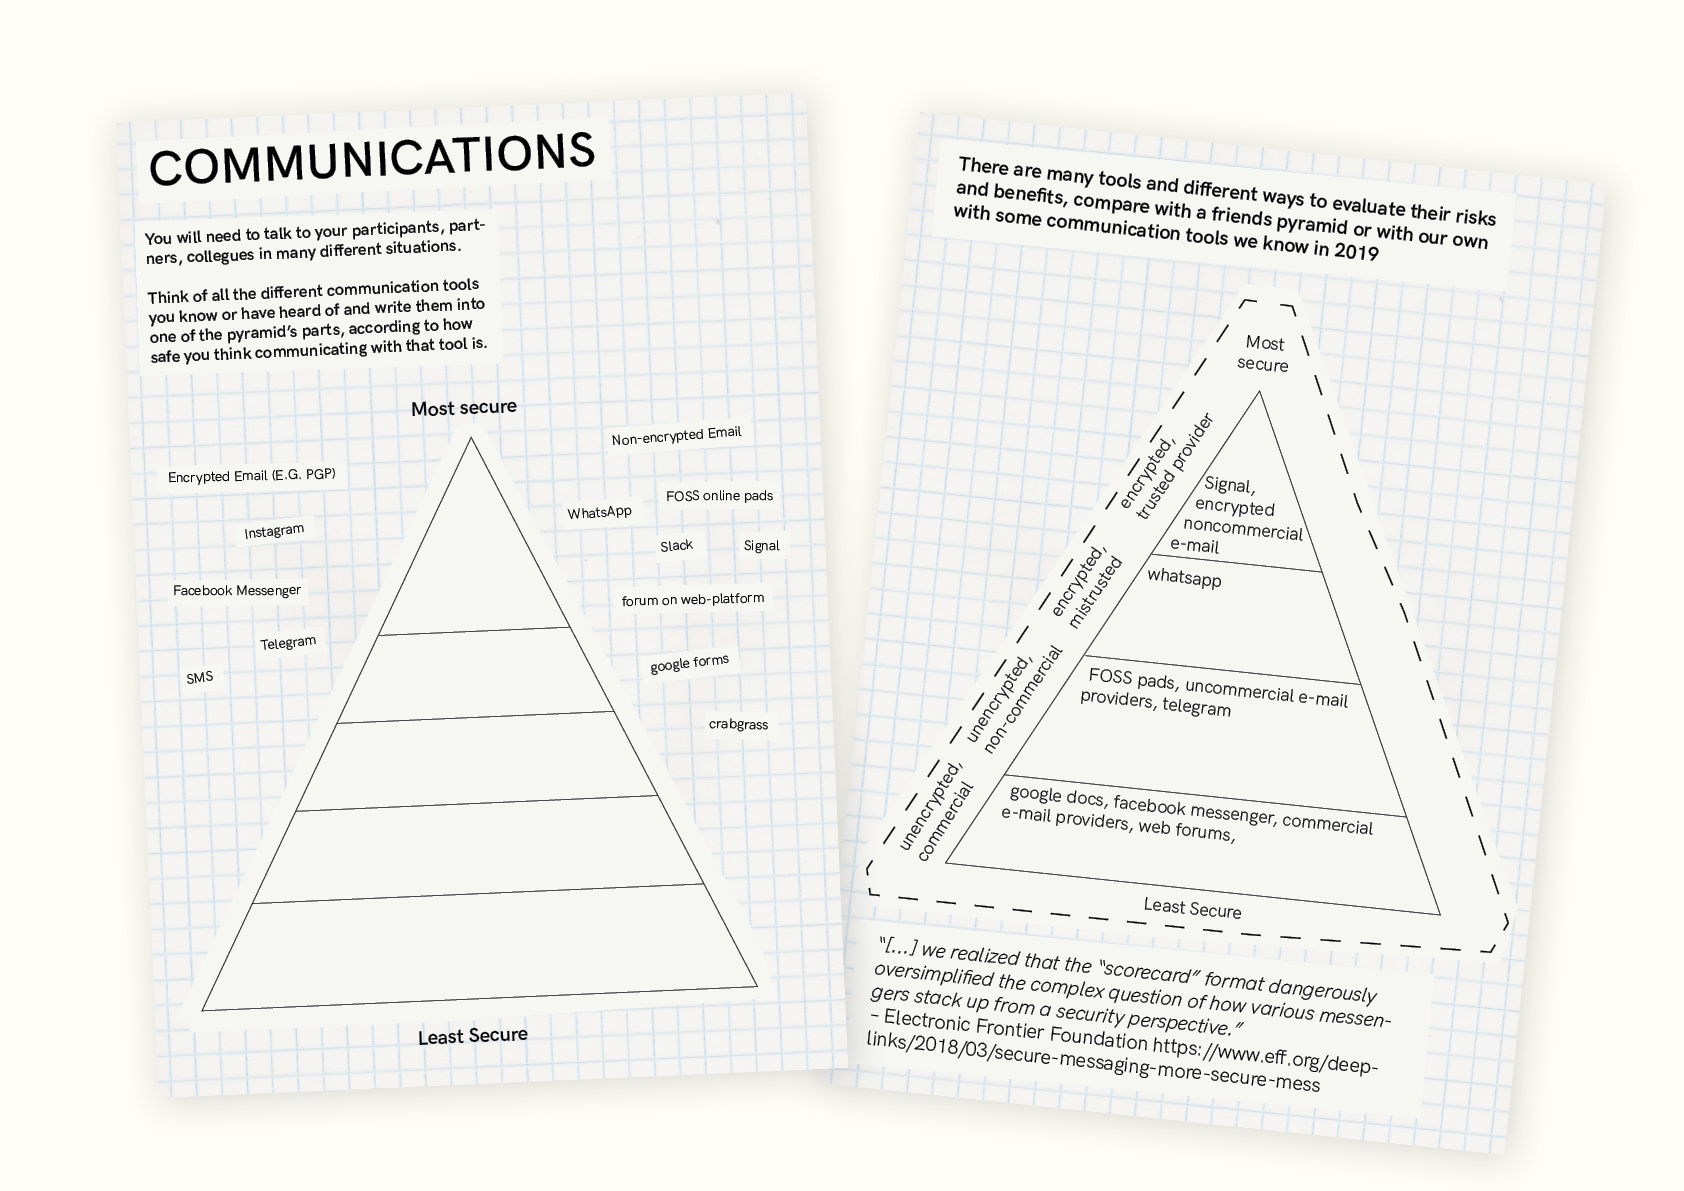 COMMUNICATIONS
You will need to talk to your participants, part-
ners, collegues in many different situations.
Think of all the different communication tools
you know or have heard of and write them into
one of the pyramid's parts, according to how
safe you think communicating with that tool is.
Most secure
Non-encrypted Email
Encrypted Email (E.G. PGP)
FOSS online pads
WhatsApp
Instagram
Slack
Signal
Facebook Messenger
forum on web-platform
Telegram
google forms
SMS
crabgrass
Least Secure
There are many tools and different ways to evaluate their risks
and benefits, compare with a friends pyramid or with our own
with some communication tools we know in 2019
Most
secure
encrypted,
trusted provider
Signal,
encrypted
noncommercial
e-mail
encrypted,
mistrusted
whatsapp
unencrypted,
non-commercial
FOSS pads, uncommercial e-mail
providers, telegram
unencrypted,
commercial
google docs, facebook messenger, commercial
e-mail providers, web forums,
Least Secure
"[...] we realized that the "scorecard" format dangerously
oversimplified the complex question of how various messen-
gers stack up from a security perspective."
– Electronic Frontier Foundation https://www.eff.org/deep-
links/2018/03/secure-messaging-more-secure-mess